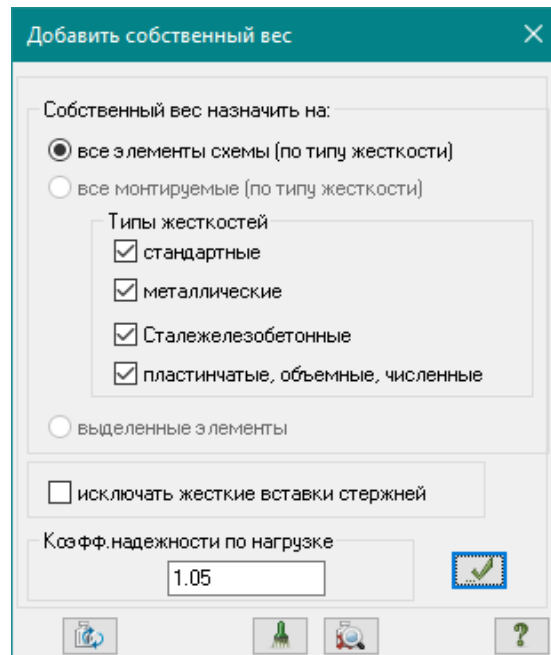 Добавить собственный вес
Собственный вес назначить на:
все элементы схемы (по типу жесткости)
все монтируемые (по типу жесткости)
Типы жесткостей
стандартные
металлические
Сталежелезобетонные
пластинчатые, объемные, численные
выделенные элементы
исключать жесткие вставки стержней
Коэфф.надежности по нагрузке
1.05
?